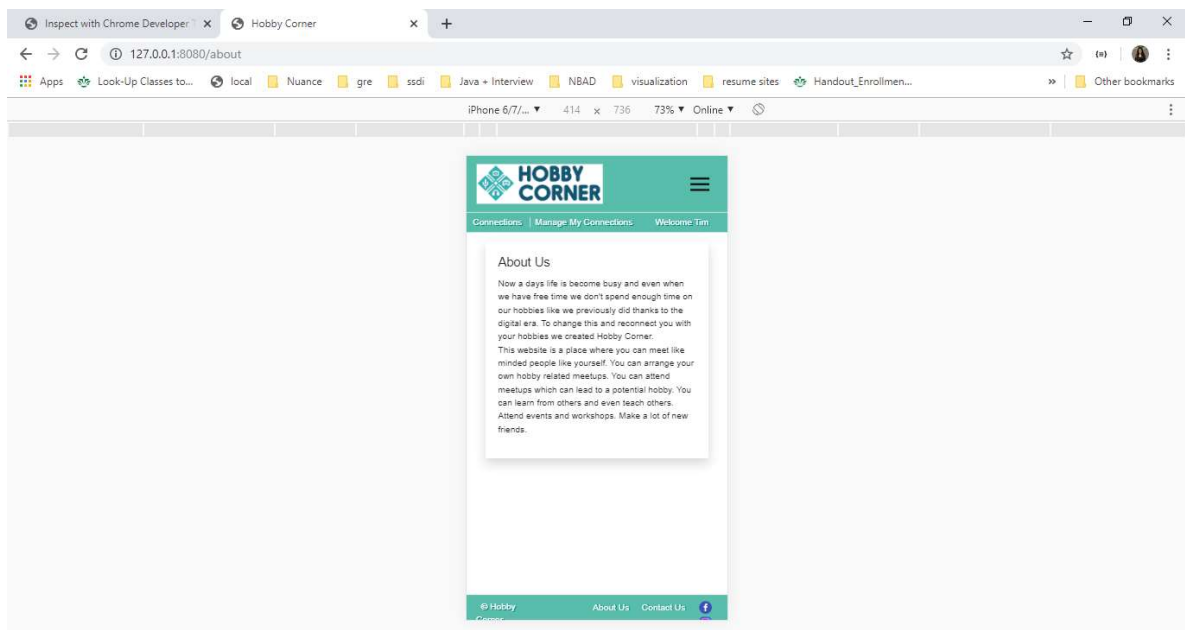 Inspect with Chrome Developer T
Hobby Corner
127.0.0.1:8080/about
Apps Look-Up Classes to... local Nuance gre ssdi Java + Interview NBAD visualization resume sites Handout_Enrollmen... » Other bookmarks
iPhone 6/7/... ▼ 414 x 736 73% ▼ Online ▼
HOBBY
CORNER
Connections | Manage My Connections Welcome Tim
About Us
Now a days life is become busy and even when
we have free time we don't spend enough time on
our hobbies like we previously did thanks to the
digital era. To change this and reconnect you with
your hobbies we created Hobby Corner.
This website is a place where you can meet like
minded people like yourself. You can arrange your
own hobby related meetups. You can attend
meetups which can lead to a potential hobby. You
can learn from others and even teach others.
Attend events and workshops. Make a lot of new
friends.
© Hobby About Us Contact Us
Corner